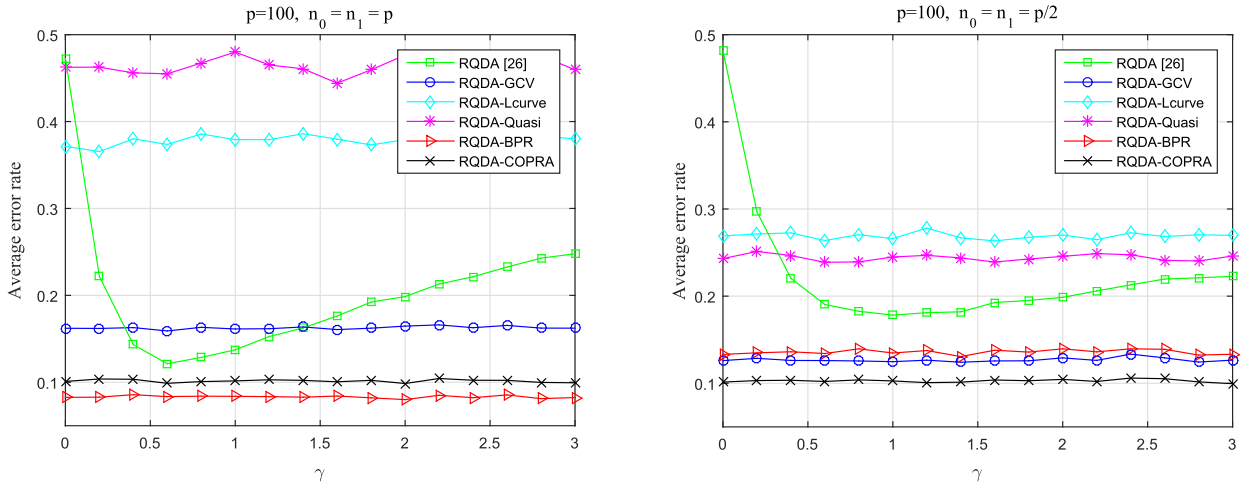 p=100, n0 = n1 = p
0.5
0.4
0.3
0.2
0.1
Average error rate
0
0.5
1
1.5
2
2.5
3
γ
RQDA [26]
RQDA-GCV
RQDA-Lcurve
RQDA-Quasi
RQDA-BPR
RQDA-COPRA
p=100, n0 = n1 = p/2
0.5
0.4
0.3
0.2
0.1
Average error rate
0
0.5
1
1.5
2
2.5
3
γ
RQDA [26]
RQDA-GCV
RQDA-Lcurve
RQDA-Quasi
RQDA-BPR
RQDA-COPRA